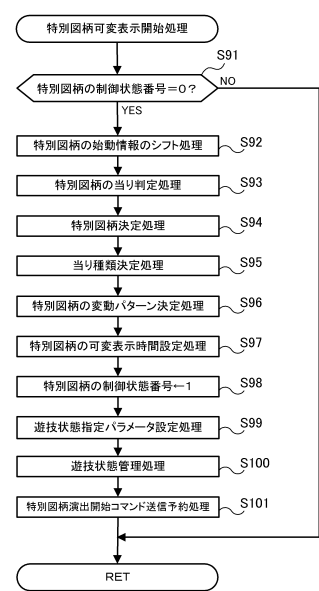 特別図柄可変表示開始処理
S91
特別図柄の制御状態番号=0?
NO
YES
特別図柄の始動情報のシフト処理
S92
特別図柄の当り判定処理
S93
特別図柄決定処理
S94
当り種類決定処理
S95
特別図柄の変動パターン決定処理
S96
特別図柄の可変表示時間設定処理
S97
特別図柄の制御状態番号←1
S98
遊技状態指定パラメータ設定処理
S99
遊技状態管理処理
S100
特別図柄演出開始コマンド送信予約処理
S101
RET